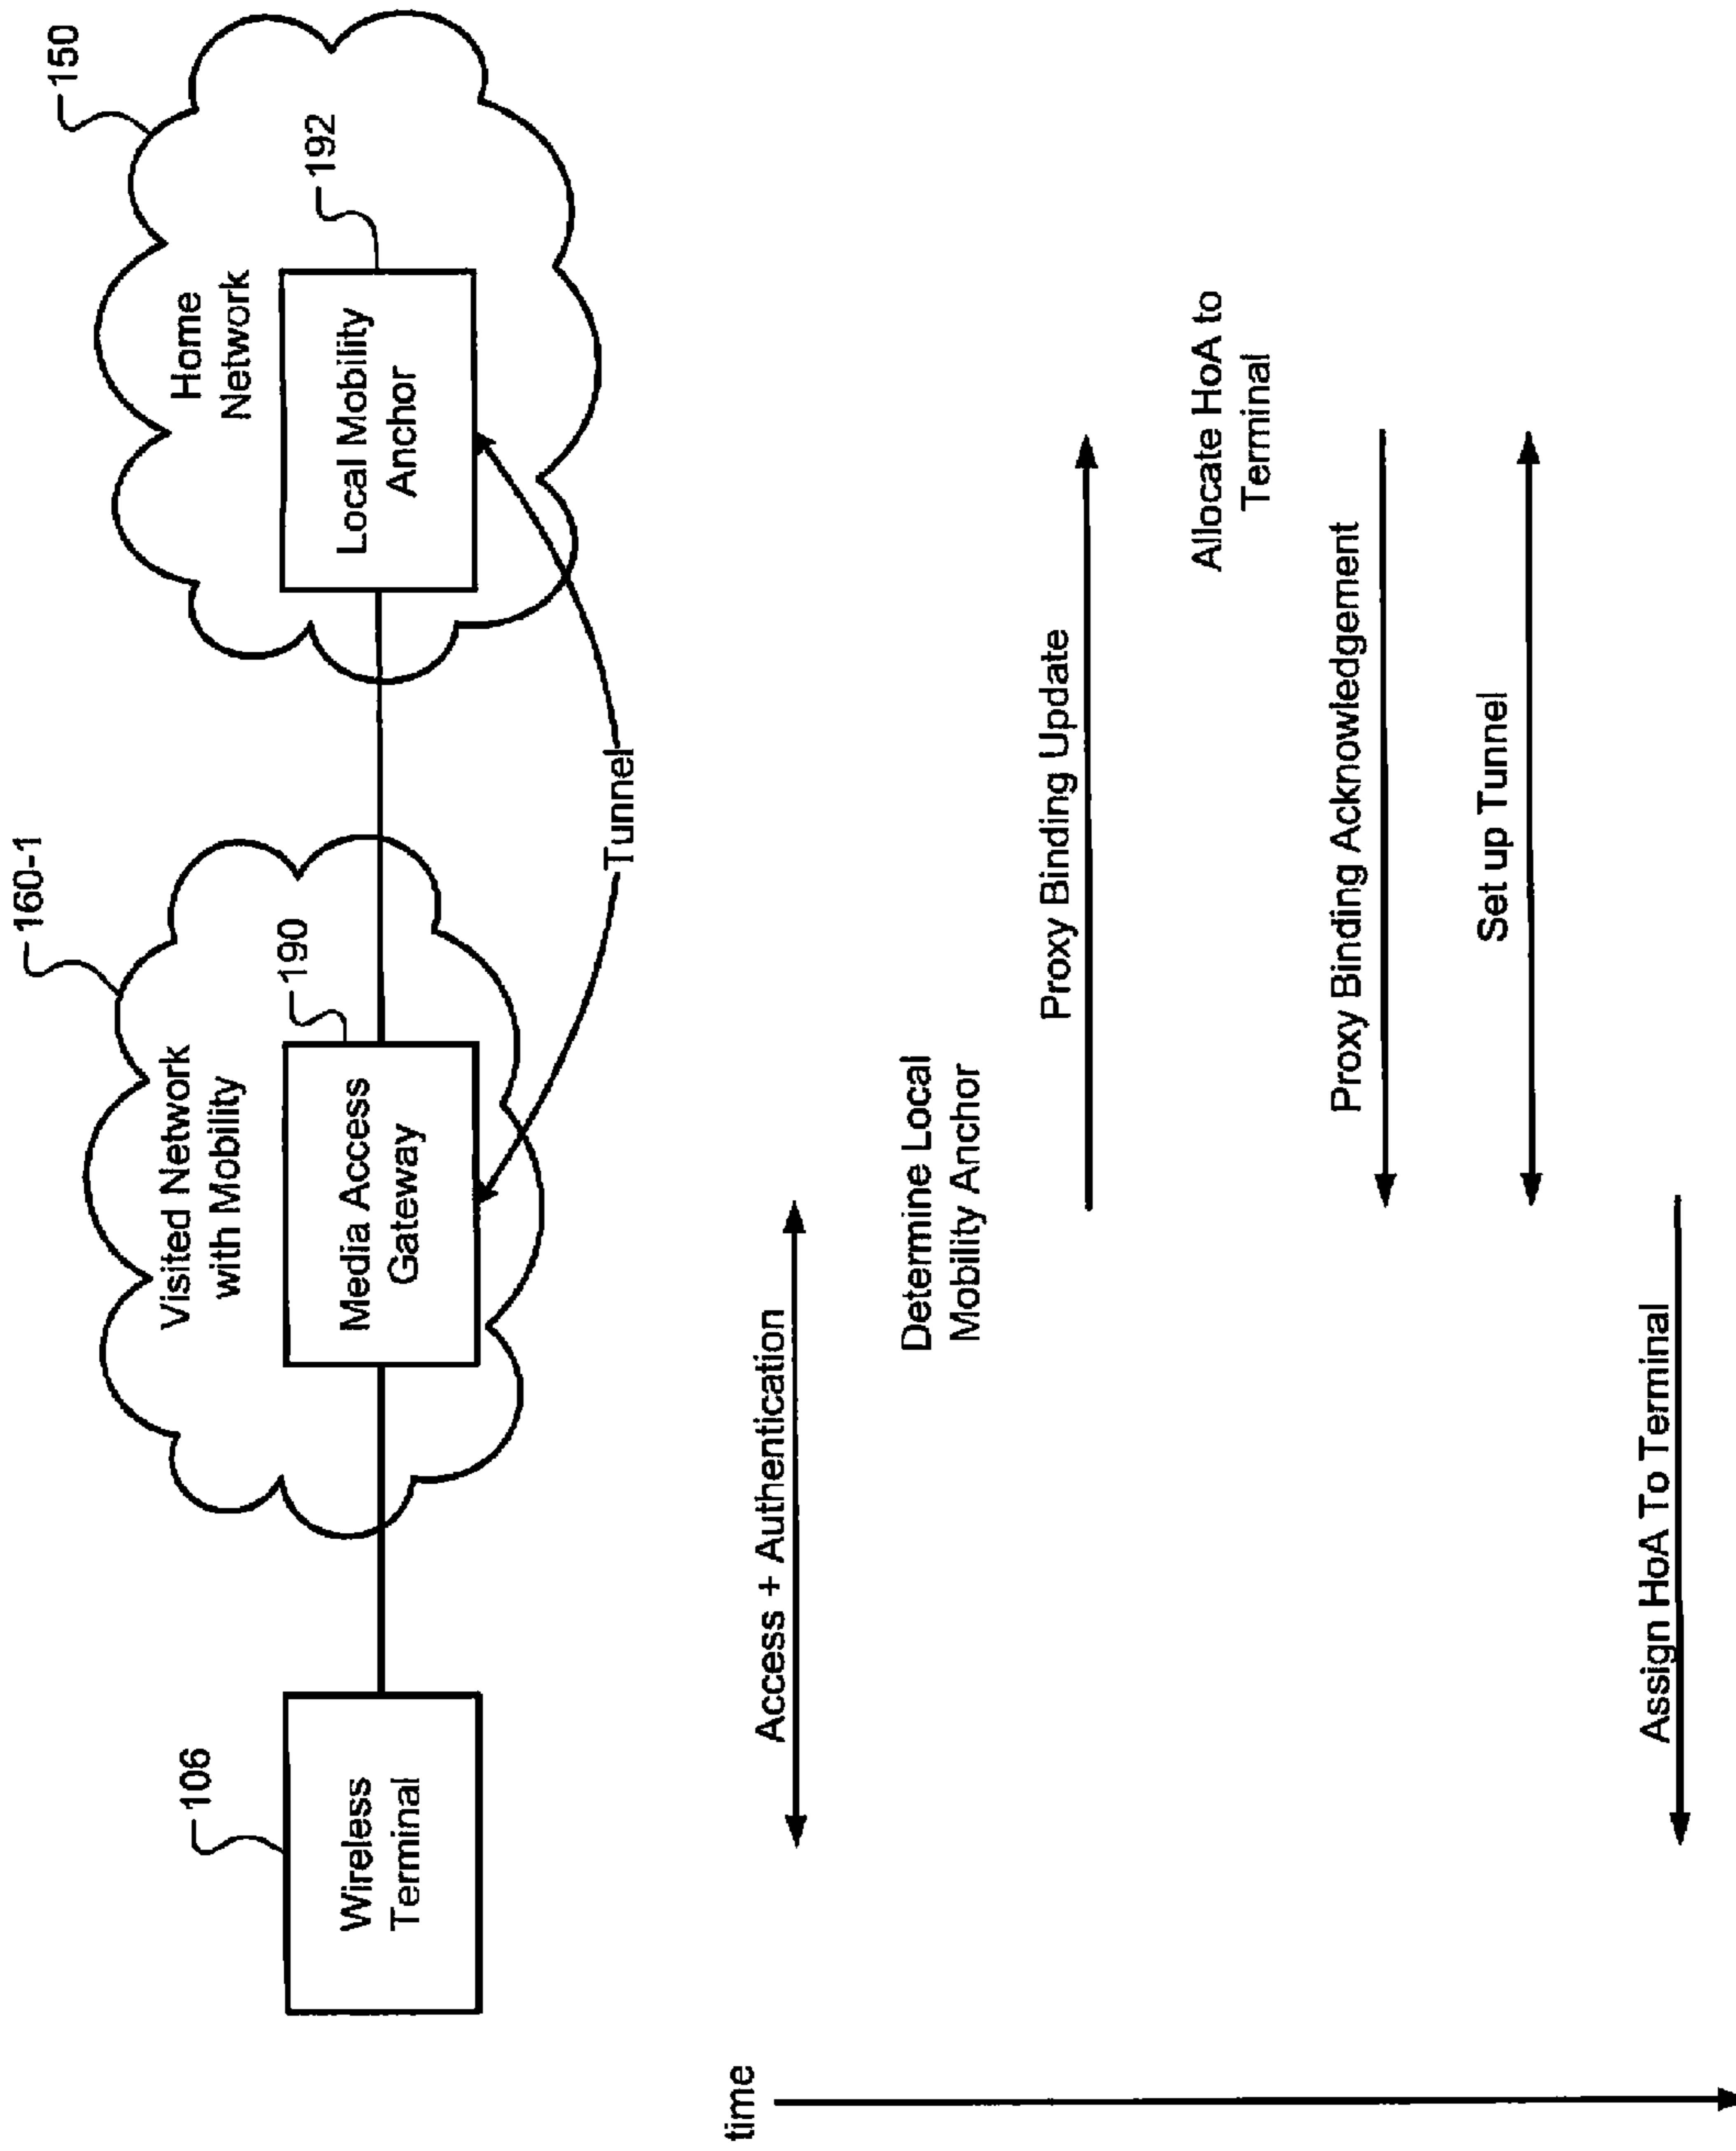 160-1
150
Visited Network
with Mobility
Home
Network
106
190
192
Wireless
Terminal
Media Access
Gateway
Local Mobility
Anchor
Tunnel
time
Access + Authentication
Determine Local
Mobility Anchor
Proxy Binding Update
Allocate HoA to
Terminal
Proxy Binding Acknowledgement
Set up Tunnel
Assign HoA To Terminal